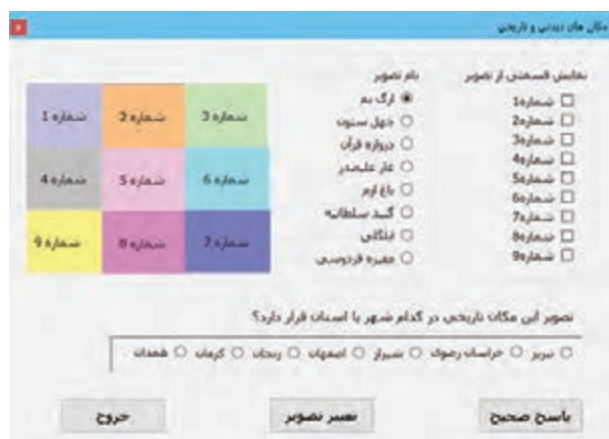 مکان های دیدنی و تاریخی
نمایش قسمتی از تصویر
شماره1
شماره2
شماره3
شماره4
شماره5
شماره6
شماره7
شماره8
شماره9
نام تصویر
ارگ بم
چهل ستون
دروازه قرآن
غار علیصدر
باغ ارم
گنبد سلطانیه
ائلگلی
مقبره فردوسی
شماره 3 شماره 2 شماره 1
شماره 6 شماره 5 شماره 4
شماره 7 شماره 8 شماره 9
تصویر این مکان تاریخی در کدام شهر یا استان قرار دارد؟
تبریز خراسان رضوی شیراز اصفهان زنجان کرمان همدان
پاسخ صحیح تغییر تصویر خروج